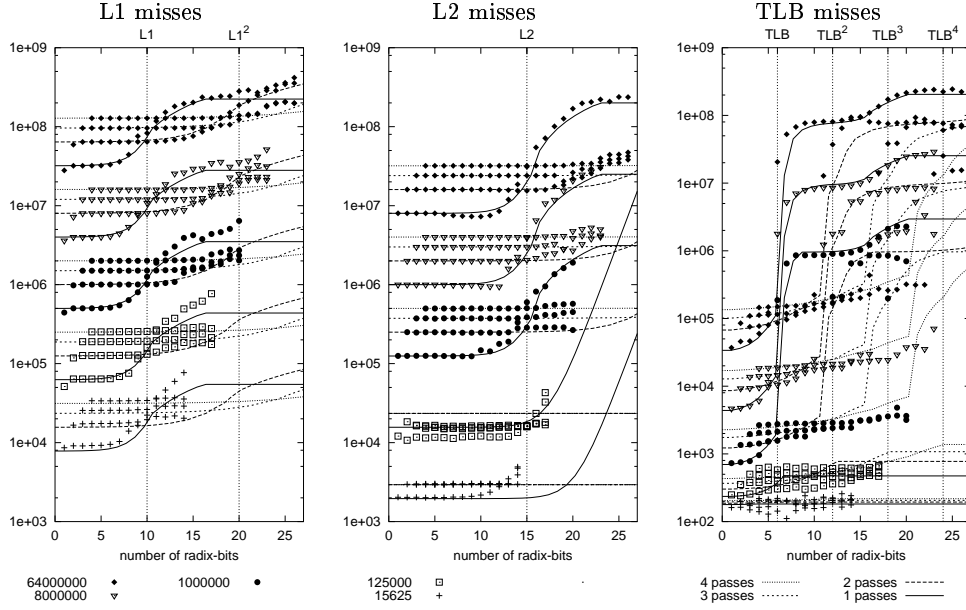 L1 misses
L2 misses
TLB misses
L1 L1²
L2
TLB TLB² TLB³ TLB⁴
1e+09
1e+08
1e+07
1e+06
1e+05
1e+04
1e+03
0 5 10 15 20 25
number of radix-bits
1e+09
1e+08
1e+07
1e+06
1e+05
1e+04
1e+03
0 5 10 15 20 25
number of radix-bits
1e+09
1e+08
1e+07
1e+06
1e+05
1e+04
1e+03
1e+02
0 5 10 15 20 25
number of radix-bits
64000000
8000000
1000000
125000
15625
4 passes
3 passes
2 passes
1 passes